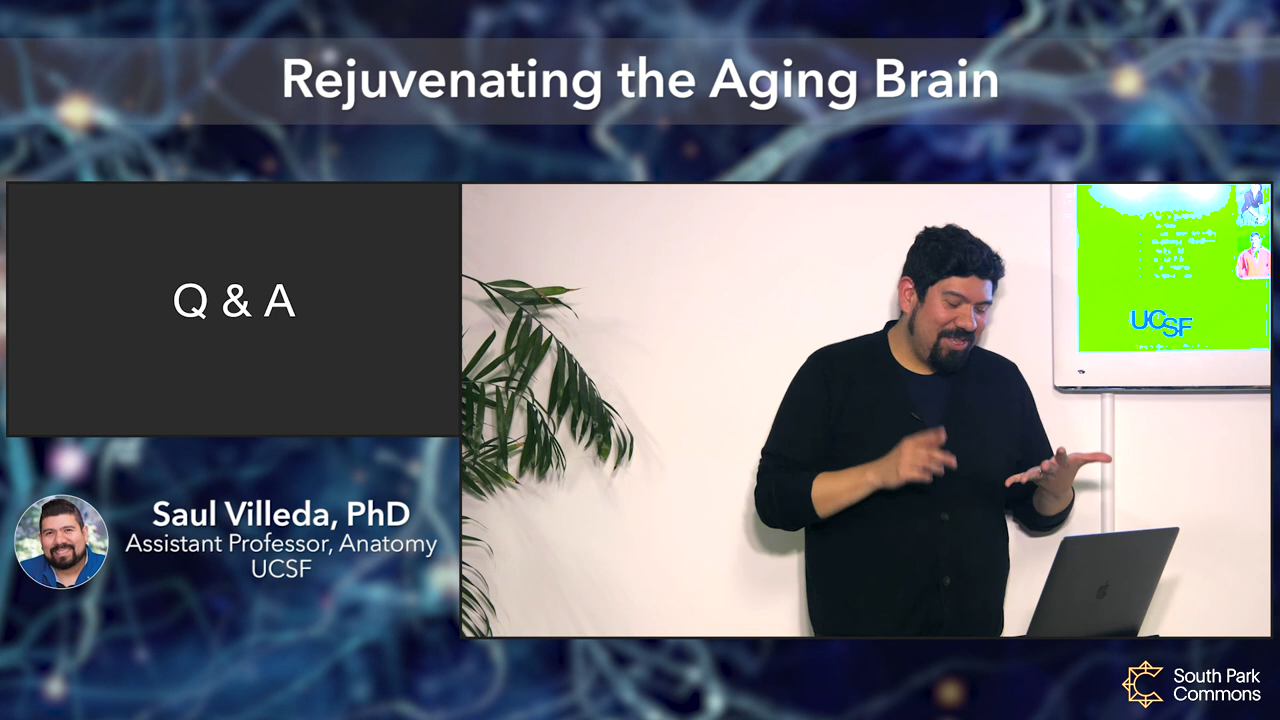 Rejuvenating the Aging Brain
Q & A
Saul Villeda, PhD
Assistant Professor, Anatomy
UCSF
UCSF
South Park
Commons